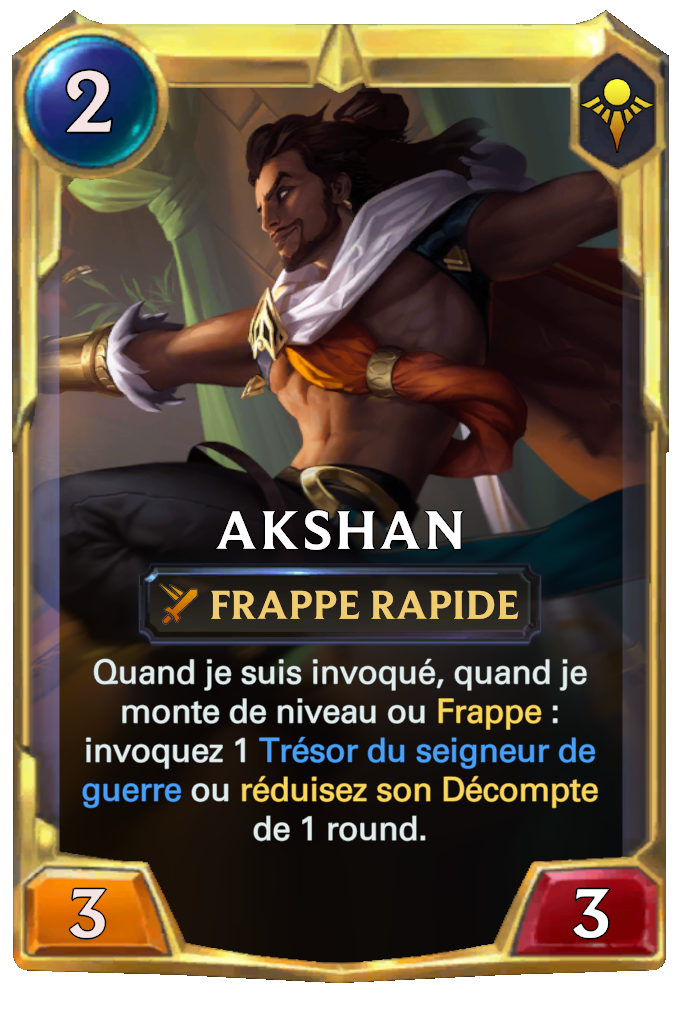 2
AKSHAN
FRAPPE RAPIDE
Quand je suis invoqué, quand je
monte de niveau ou Frappe :
invoquez 1 Trésor du seigneur de
guerre ou réduisez son Décompte
de 1 round.
3
3